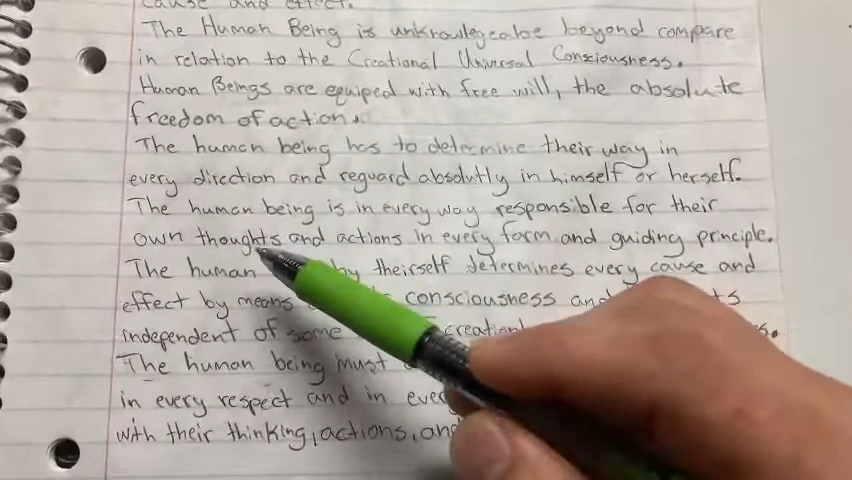 cause and effect.
The Human Being is unknowlegeabe beyond compare
in relation to the Creational Universal Consciousness.
Human Beings are equiped with free will, the absolute
freedom of action.
The human being has to determine their way in
every direction and reguard absolutly in himself or herself.
The human being is in every way responsible for their
own thoughts and actions in every form and guiding principle.
The human by theirself determines every cause and
effect by means consciousness and
independent of some
The human being must
in every respect and in
with their thinking, actions,